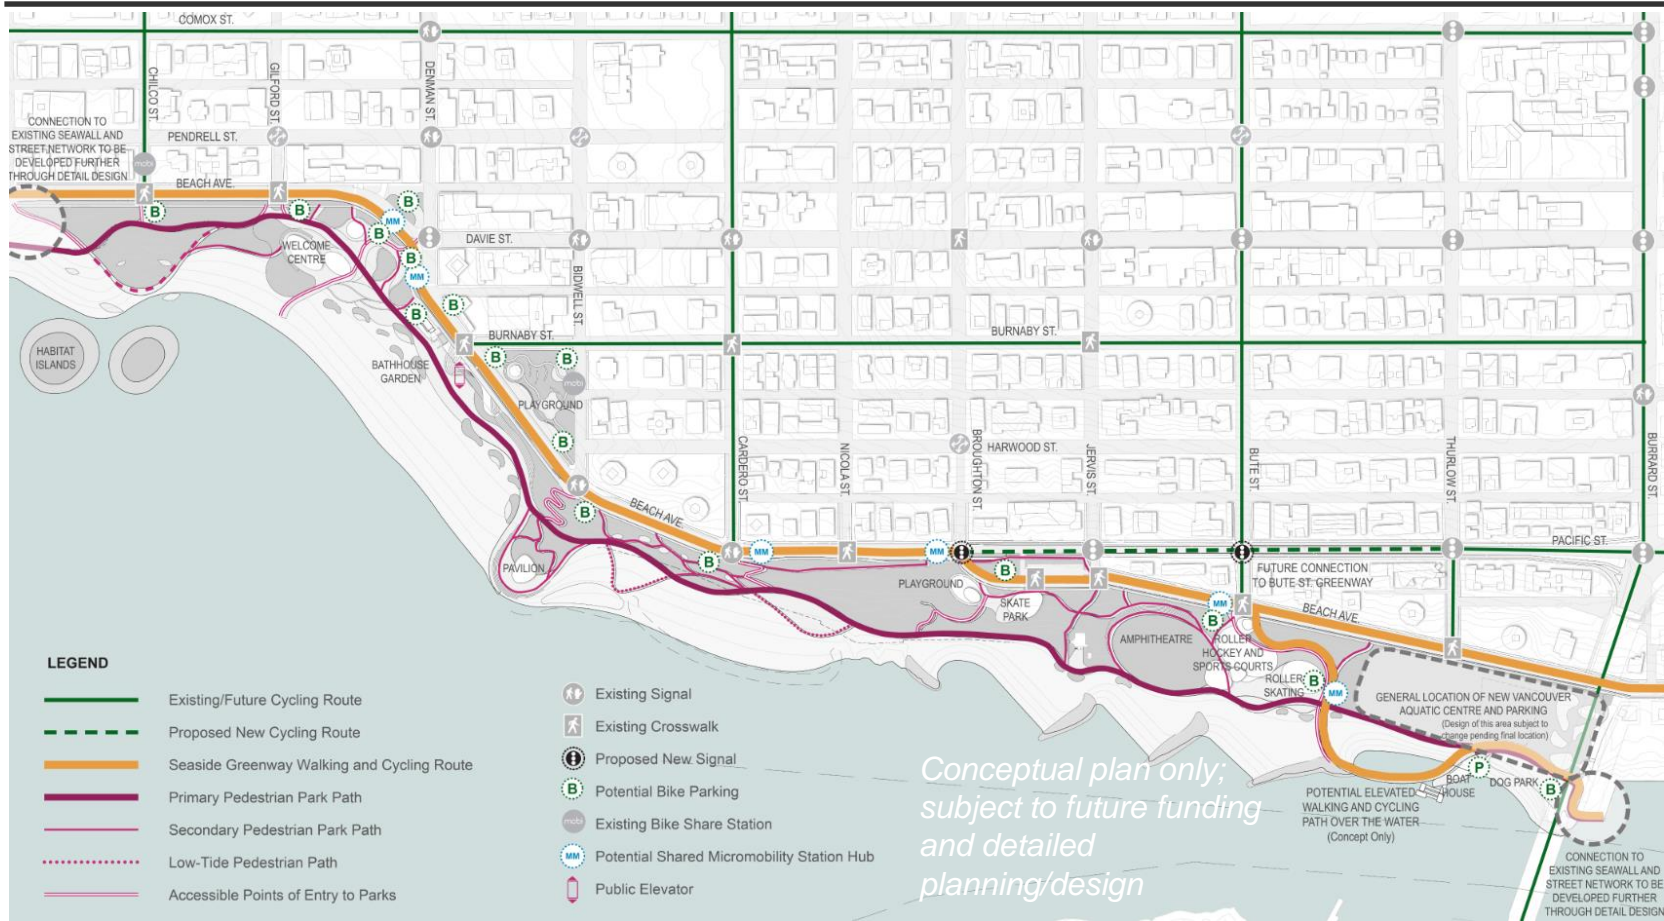 COMOX ST.
CHILCO ST.
GILFORD ST.
DENMAN ST.
CONNECTION TO
EXISTING SEAWALL AND
STREET NETWORK TO BE
DEVELOPED FURTHER
THROUGH DETAIL DESIGN
PENDRELL ST.
mobi
BEACH AVE.
B
B
B
MM
B
DAVIE ST.
WELCOME
CENTRE
B
MM
BIDWELL ST.
B
B
BURNABY ST.
BURNABY ST.
HABITAT
ISLANDS
BATHHOUSE
GARDEN
B
B
mobi
PLAYGROUND
B
CARDERO ST.
NICOLA ST.
BROUGHTON ST.
HARWOOD ST.
JERVIS ST.
BUTE ST.
THURLOW ST.
BURRARD ST.
BEACH AVE.
B
PAVILION
B
MM
MM
PACIFIC ST.
B
PLAYGROUND
SKATE
PARK
FUTURE CONNECTION
TO BUTE ST. GREENWAY
MM
B
BEACH AVE.
AMPHITHEATRE
ROLLER
HOCKEY AND
SPORTS COURTS
ROLLER
SKATING
B
MM
GENERAL LOCATION OF NEW VANCOUVER
AQUATIC CENTRE AND PARKING
(Design of this area subject to
change pending final location)
P
BOAT
HOUSE
DOG PARK
B
POTENTIAL ELEVATED
WALKING AND CYCLING
PATH OVER THE WATER
(Concept Only)
CONNECTION TO
EXISTING SEAWALL AND
STREET NETWORK TO BE
DEVELOPED FURTHER
THROUGH DETAIL DESIGN
LEGEND
Existing/Future Cycling Route
Proposed New Cycling Route
Seaside Greenway Walking and Cycling Route
Primary Pedestrian Park Path
Secondary Pedestrian Park Path
Low-Tide Pedestrian Path
Accessible Points of Entry to Parks
Existing Signal
Existing Crosswalk
Proposed New Signal
B Potential Bike Parking
mobi Existing Bike Share Station
MM Potential Shared Micromobility Station Hub
Public Elevator
Conceptual plan only;
subject to future funding
and detailed
planning/design